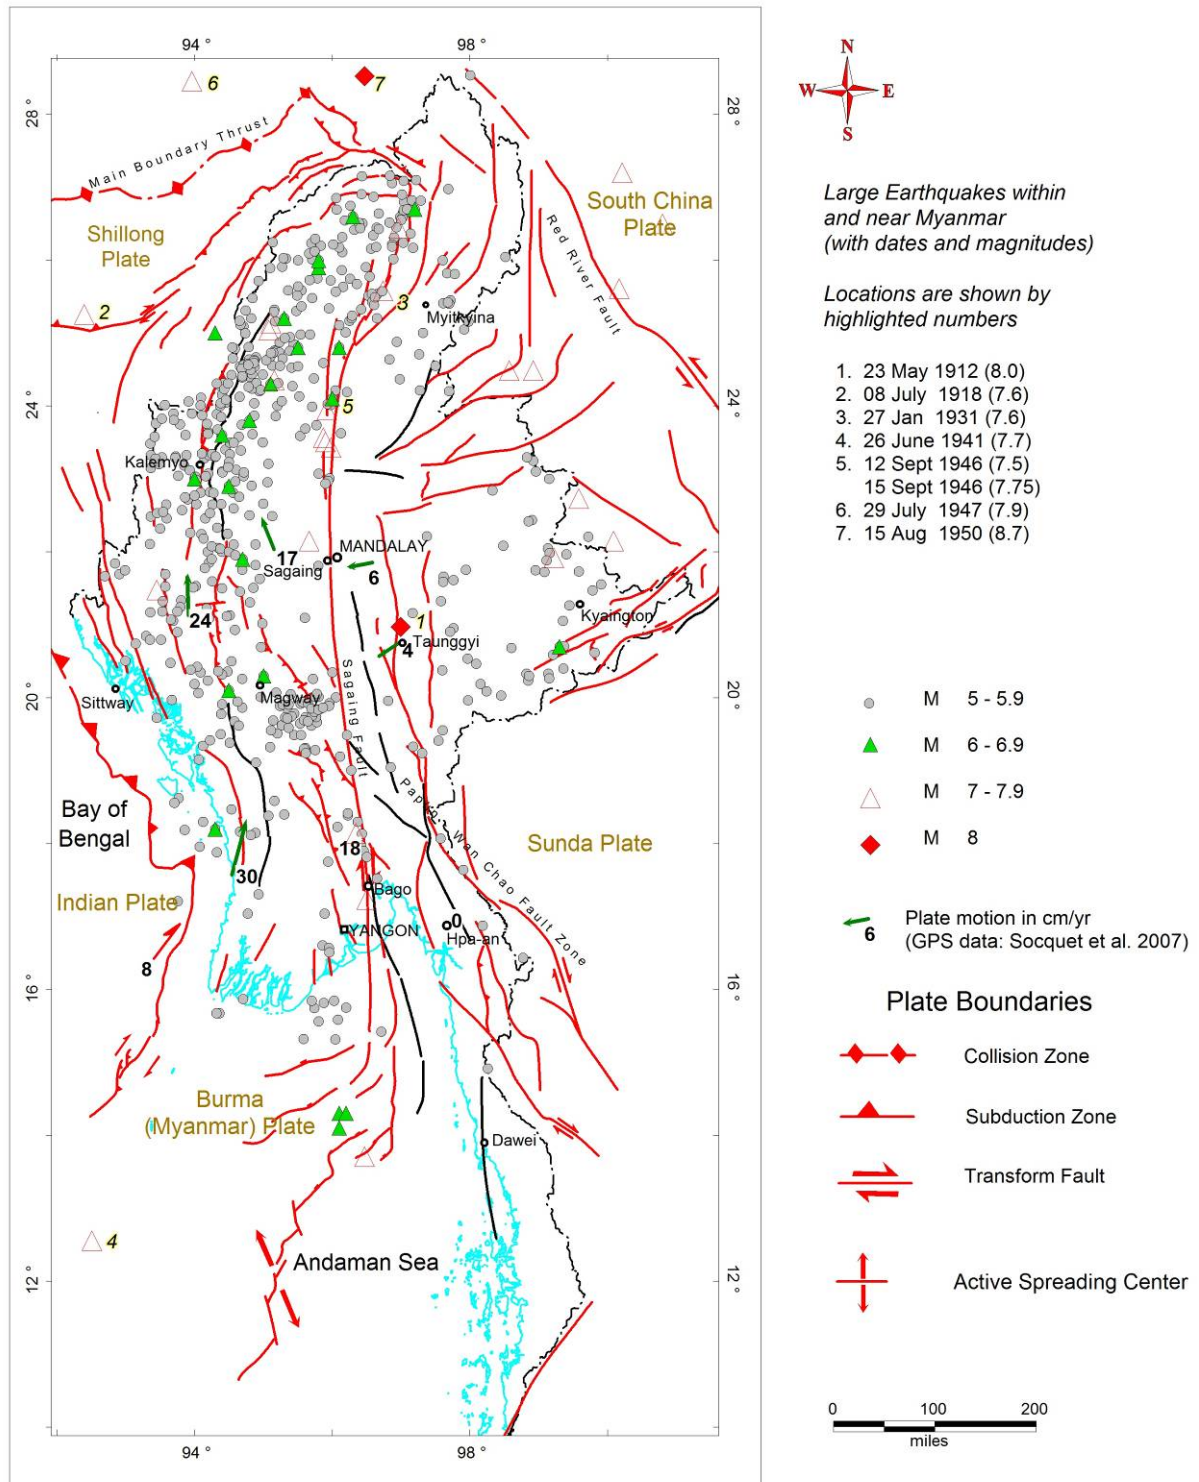 94 °
98 °
6
7
28 °
28 °
Main Boundary Thrust
Shillong
Plate
South China
Plate
Red River Fault
2
3
Myitkyina
24 °
24 °
5
Kalemyo
17
MANDALAY
Sagaing
6
24
1
Kyaington
Taunggyi
4
20 °
20 °
Sittway
Magway
Sagaing Fault
Bay of
Bengal
Papun - Wan Chao Fault Zone
Sunda Plate
18
30
Bago
Indian Plate
YANGON
0
Hpa-an
8
16 °
16 °
Burma
(Myanmar) Plate
Dawei
4
Andaman Sea
12 °
12 °
94 °
98 °
N
W
E
S
Large Earthquakes within
and near Myanmar
(with dates and magnitudes)
Locations are shown by
highlighted numbers
1. 23 May 1912 (8.0)
2. 08 July 1918 (7.6)
3. 27 Jan 1931 (7.6)
4. 26 June 1941 (7.7)
5. 12 Sept 1946 (7.5)
15 Sept 1946 (7.75)
6. 29 July 1947 (7.9)
7. 15 Aug 1950 (8.7)
M 5 - 5.9
M 6 - 6.9
M 7 - 7.9
M 8
6
Plate motion in cm/yr
(GPS data: Socquet et al. 2007)
Plate Boundaries
Collision Zone
Subduction Zone
Transform Fault
Active Spreading Center
0 100 200
miles